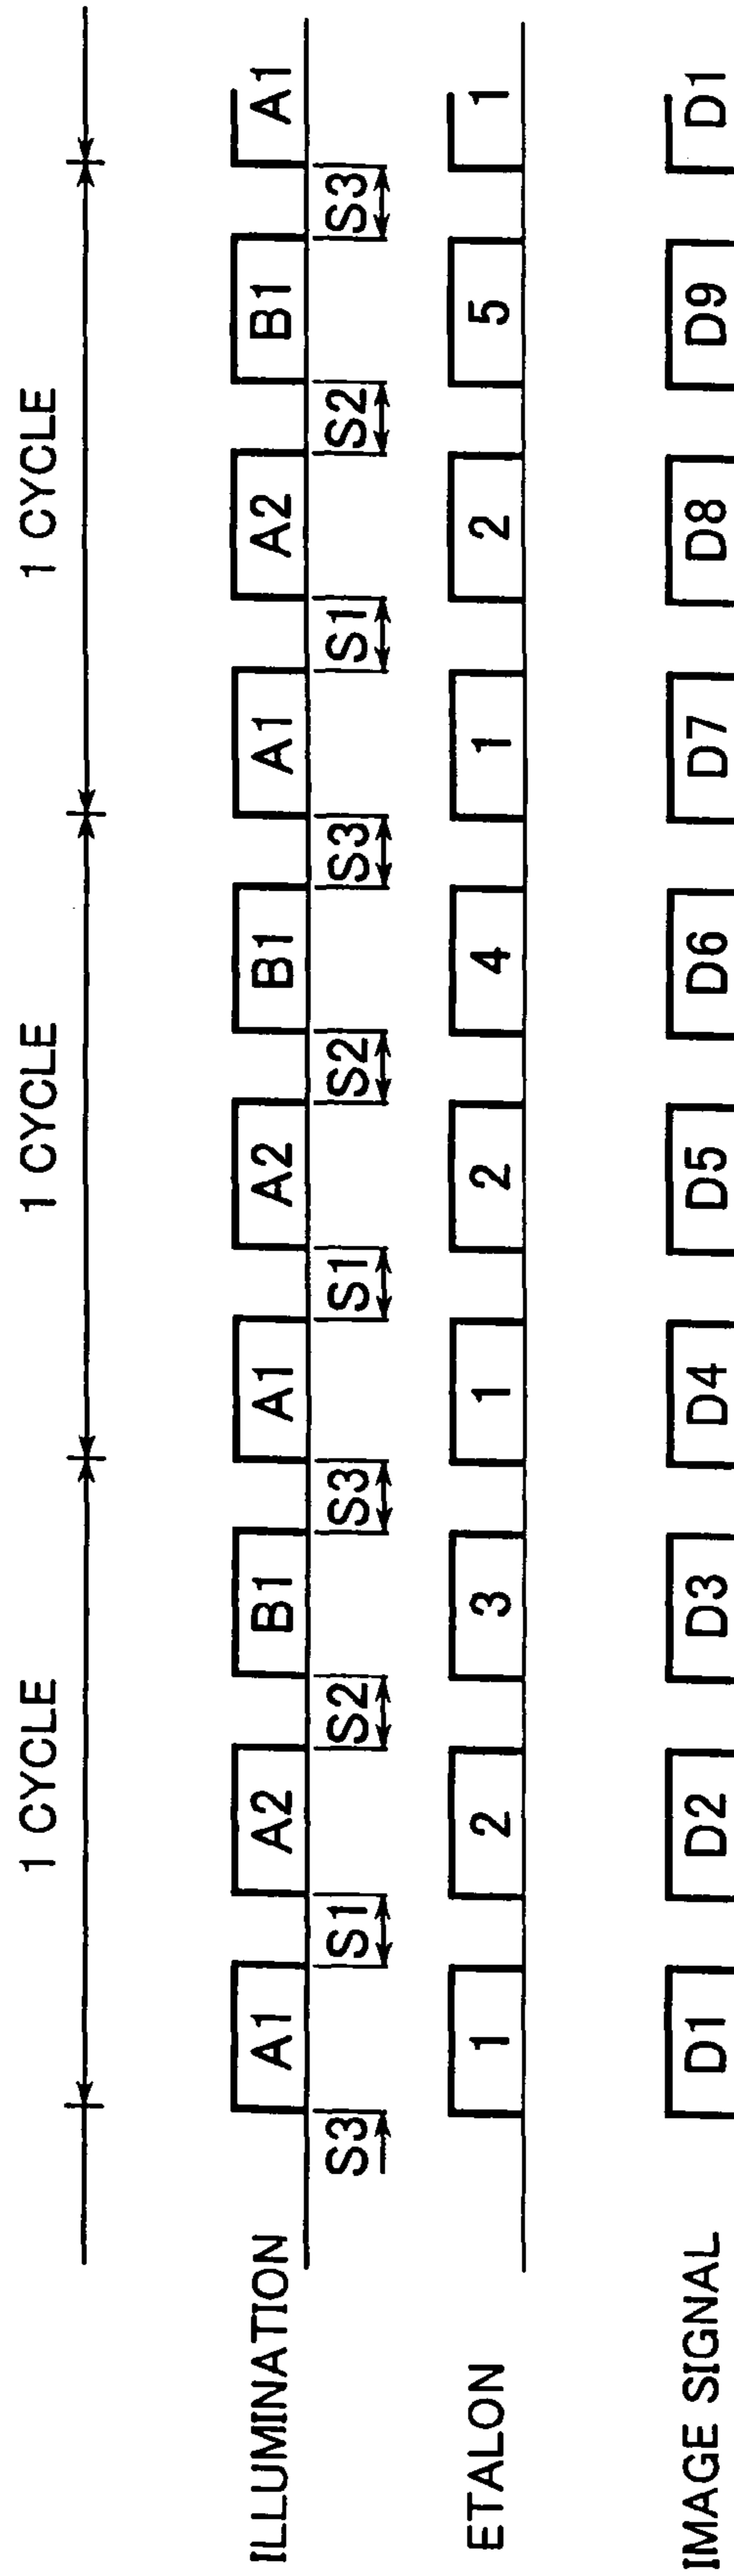 1 CYCLE 1 CYCLE 1 CYCLE
ILLUMINATION A1 A2 B1 A1 A2 B1 A1 A2 B1 A1
S3 S1 S2 S3 S1 S2 S3 S1 S2 S3
ETALON 1 2 3 1 2 4 1 2 5 1
IMAGE SIGNAL D1 D2 D3 D4 D5 D6 D7 D8 D9 D1